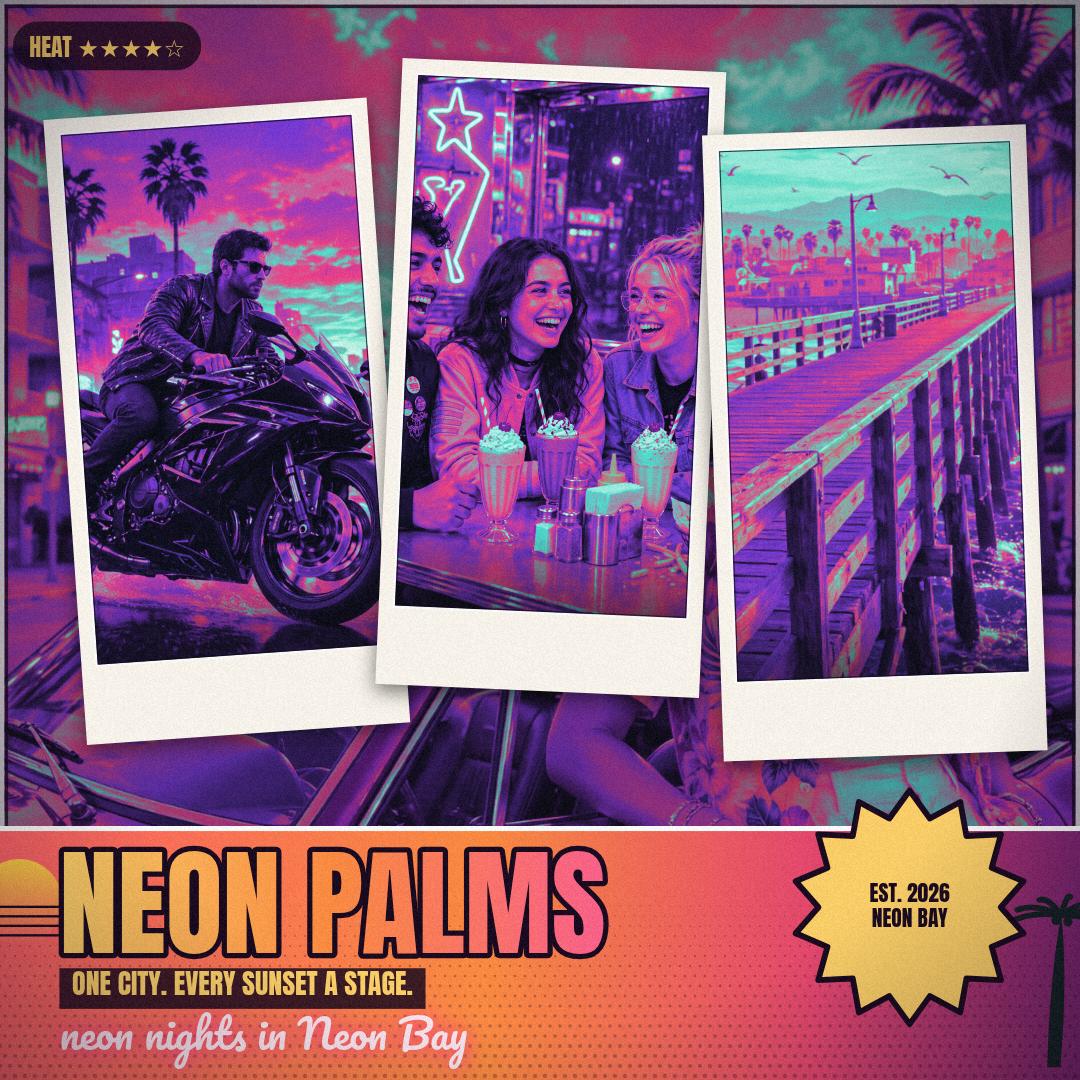 HEAT ★★★★☆
NEON PALMS
ONE CITY. EVERY SUNSET A STAGE.
neon nights in Neon Bay
EST. 2026
NEON BAY